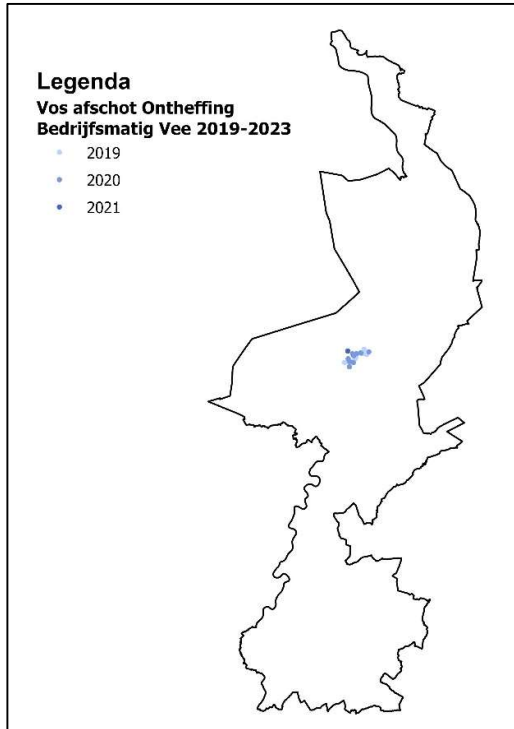 Legenda
Vos afschot Ontheffing
Bedrijfsmatig Vee 2019-2023
2019
2020
2021